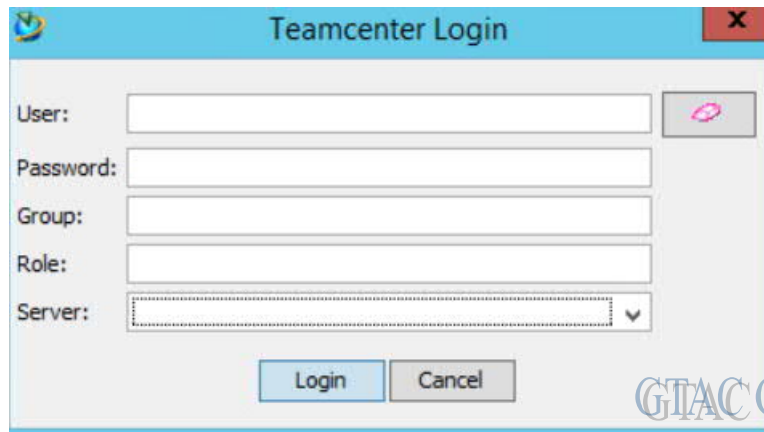 Teamcenter Login
x
User:
Password:
Group:
Role:
Server:
Login Cancel
GTAC